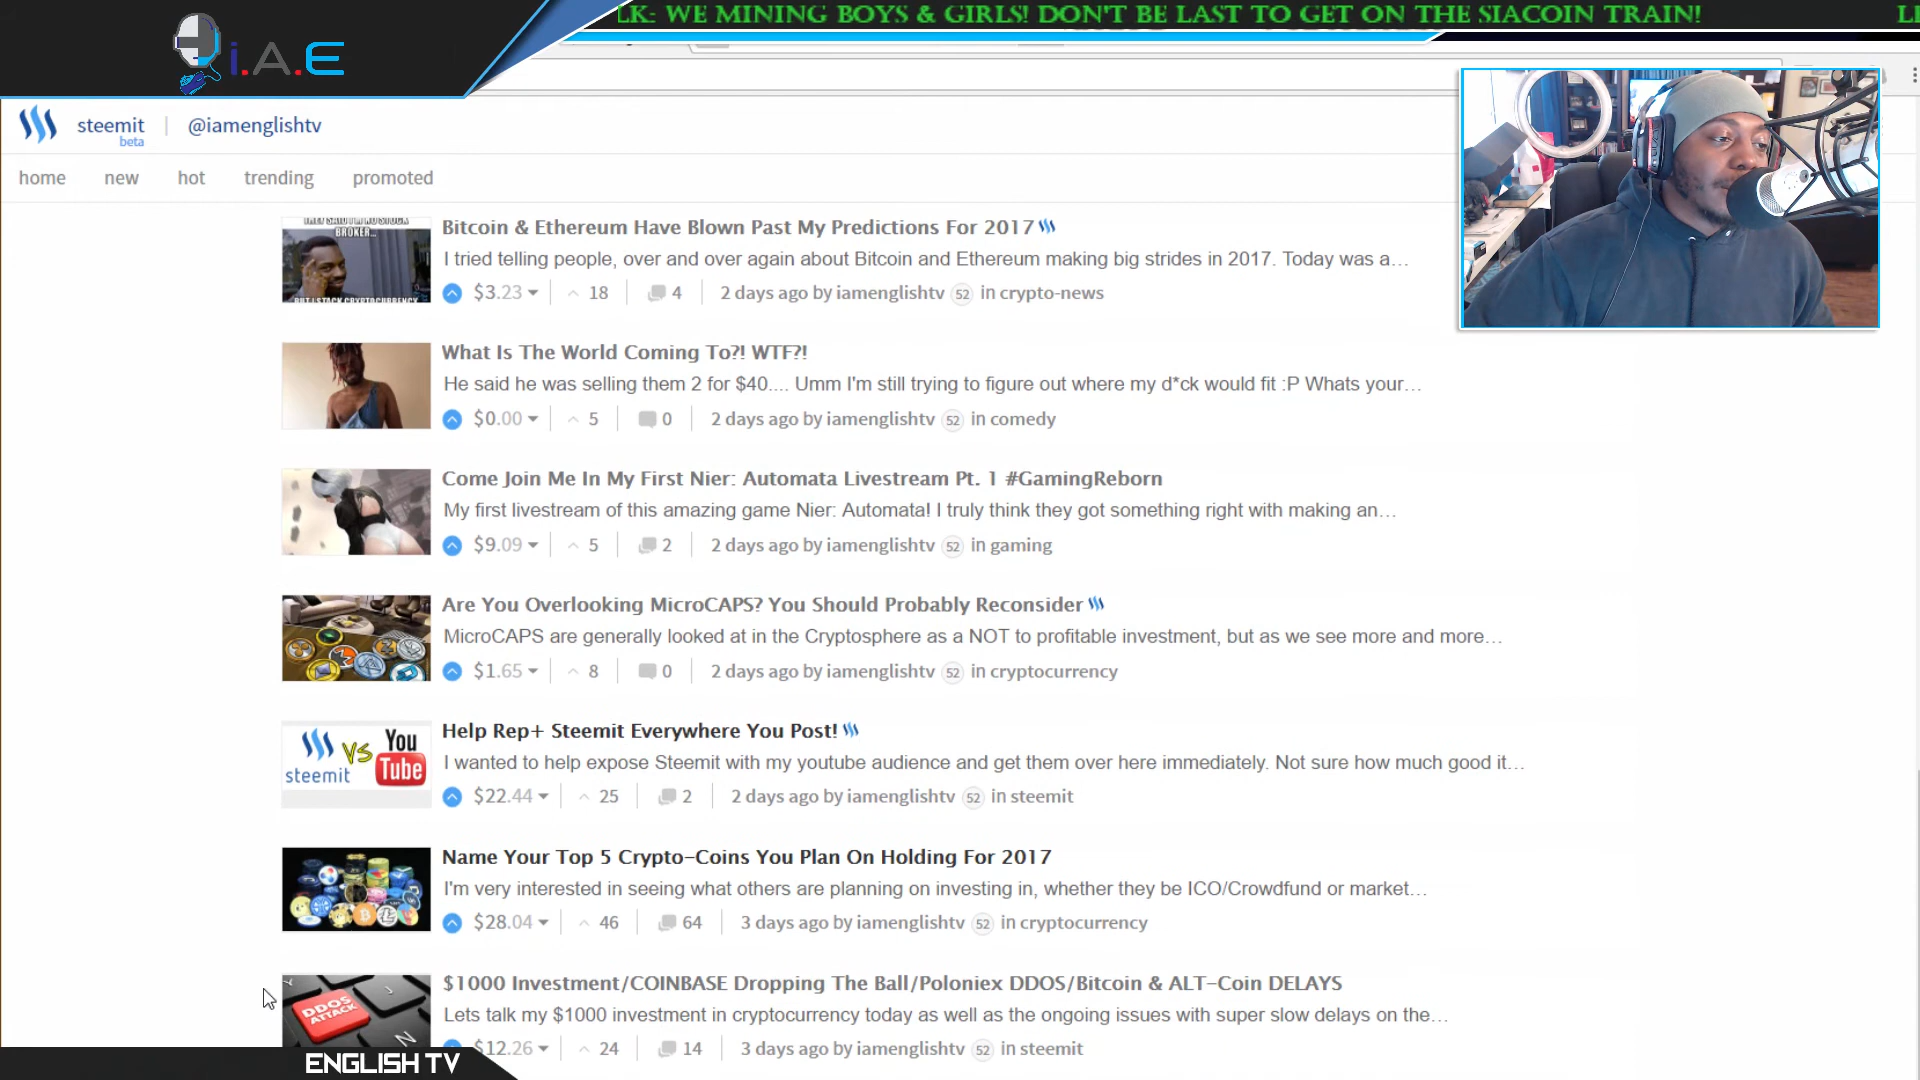 LK: WE MINING BOYS & GIRLS! DON'T BE LAST TO GET ON THE SIACOIN TRAIN!
i.A.E
steemit
beta
@iamenglishtv
home new hot trending promoted
BROKER...
Bitcoin & Ethereum Have Blown Past My Predictions For 2017
I tried telling people, over and over again about Bitcoin and Ethereum making big strides in 2017. Today was a…
$3.23 18 4 2 days ago by iamenglishtv 52 in crypto-news
What Is The World Coming To?! WTF?!
He said he was selling them 2 for $40.... Umm I'm still trying to figure out where my d*ck would fit :P Whats your…
$0.00 5 0 2 days ago by iamenglishtv 52 in comedy
Come Join Me In My First Nier: Automata Livestream Pt. 1 #GamingReborn
My first livestream of this amazing game Nier: Automata! I truly think they got something right with making an…
$9.09 5 2 2 days ago by iamenglishtv 52 in gaming
Are You Overlooking MicroCAPS? You Should Probably Reconsider
MicroCAPS are generally looked at in the Cryptosphere as a NOT to profitable investment, but as we see more and more…
$1.65 8 0 2 days ago by iamenglishtv 52 in cryptocurrency
steemit VS YouTube
Help Rep+ Steemit Everywhere You Post!
I wanted to help expose Steemit with my youtube audience and get them over here immediately. Not sure how much good it…
$22.44 25 2 2 days ago by iamenglishtv 52 in steemit
Name Your Top 5 Crypto-Coins You Plan On Holding For 2017
I'm very interested in seeing what others are planning on investing in, whether they be ICO/Crowdfund or market…
$28.04 46 64 3 days ago by iamenglishtv 52 in cryptocurrency
DDOS
ATTACK
$1000 Investment/COINBASE Dropping The Ball/Poloniex DDOS/Bitcoin & ALT-Coin DELAYS
Lets talk my $1000 investment in cryptocurrency today as well as the ongoing issues with super slow delays on the…
$12.26 24 14 3 days ago by iamenglishtv 52 in steemit
ENGLISH TV